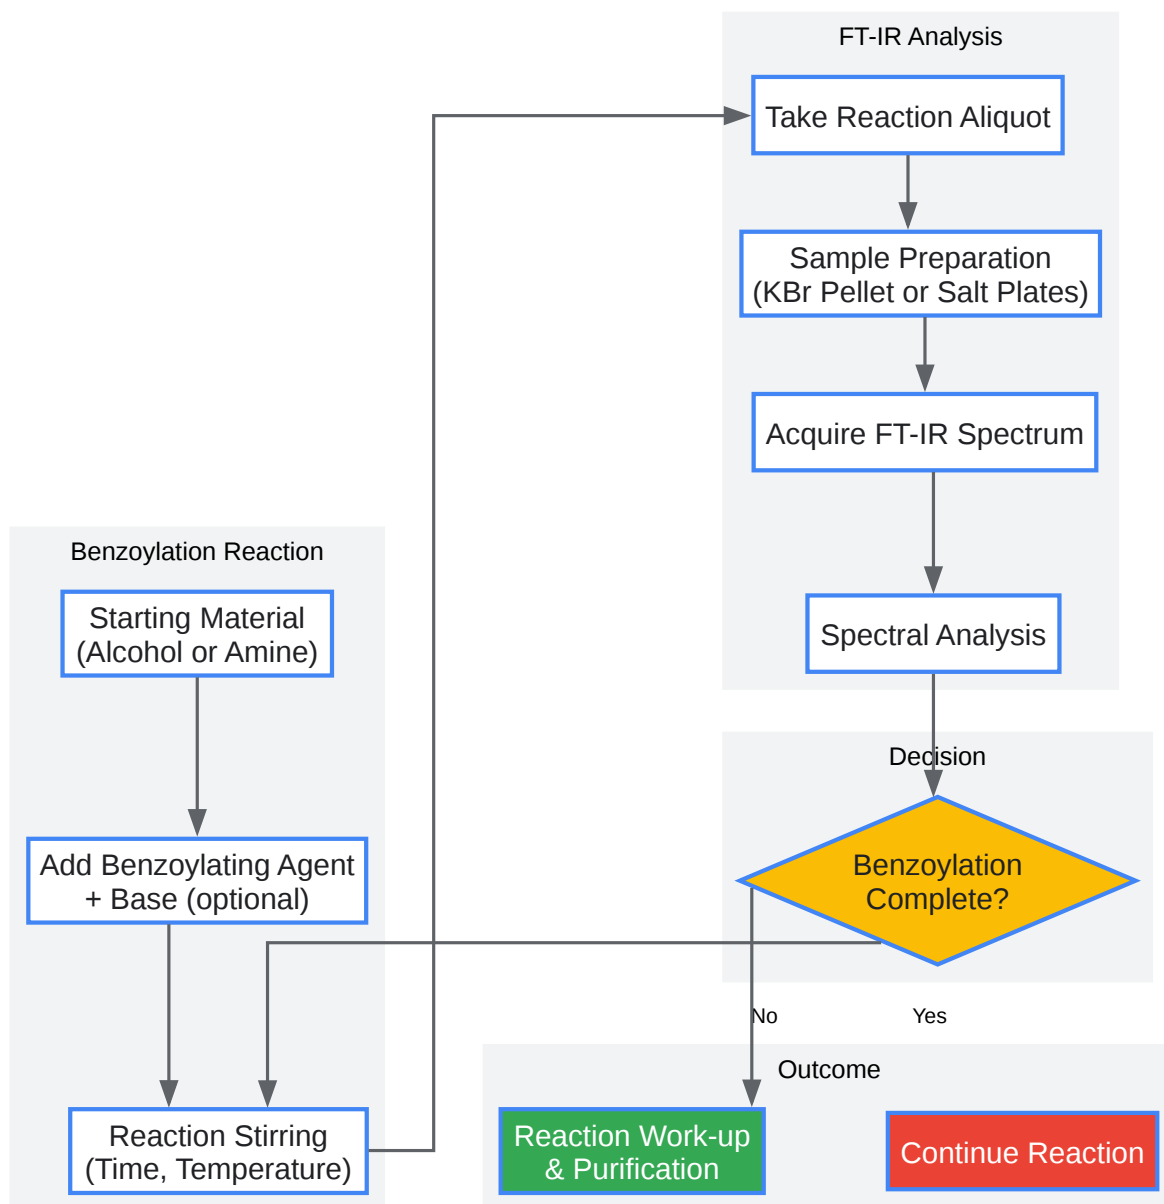 FT-IR Analysis
Take Reaction Aliquot
Sample Preparation
(KBr Pellet or Salt Plates)
Acquire FT-IR Spectrum
Spectral Analysis
Benzoylation Reaction
Starting Material
(Alcohol or Amine)
Add Benzoylating Agent
+ Base (optional)
Reaction Stirring
(Time, Temperature)
Decision
Benzoylation
Complete?
No
Yes
Outcome
Reaction Work-up
& Purification
Continue Reaction